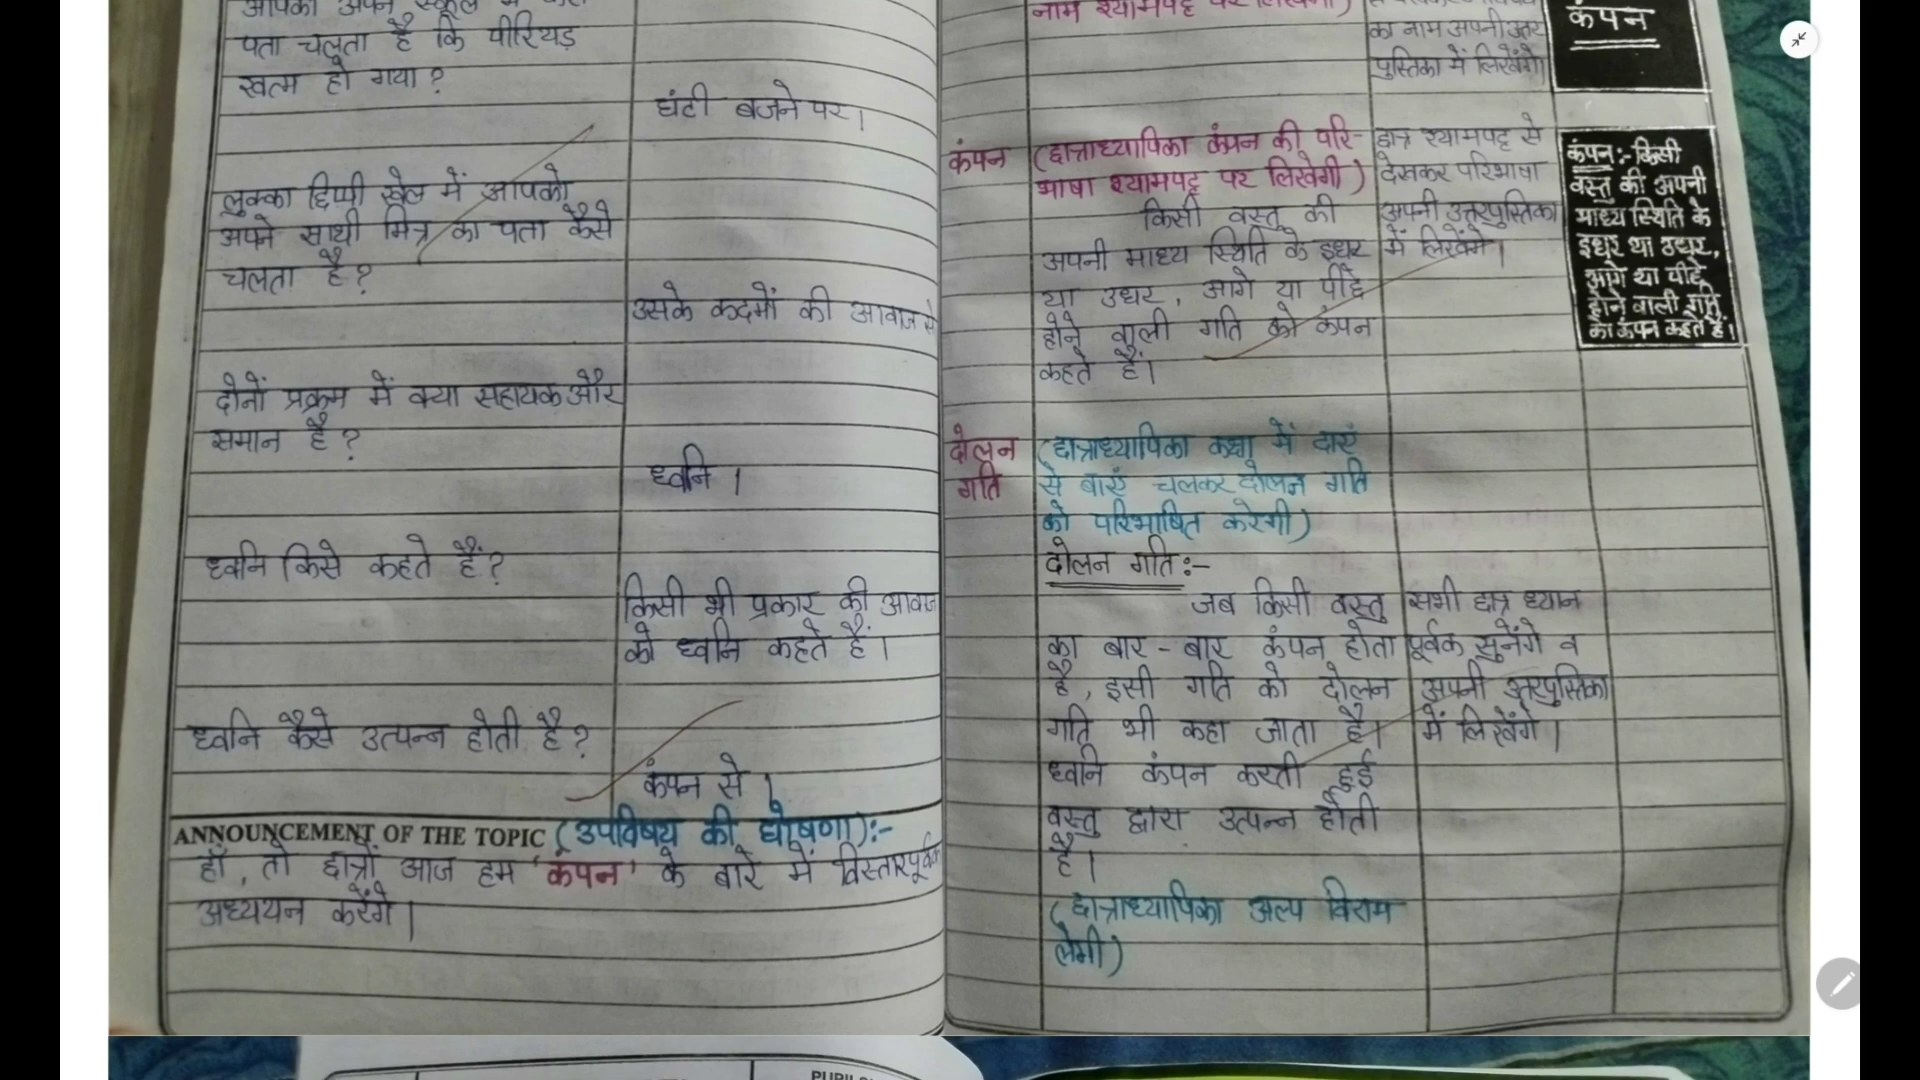 पता चलता है कि पीरियड़
खत्म हो गया?
घंटी बजने पर।
लुक्का छिप्पी खेल में आपको
अपने साथी मित्र का पता कैसे
चलता है?
उसके कदमों की आवाज से
दोनों प्रक्रम में क्या सहायक और
समान है?
ध्वनि।
ध्वनि किसे कहते हैं?
किसी भी प्रकार की आवाज
को ध्वनि कहते हैं।
ध्वनि कैसे उत्पन्न होती है?
कंपन से।
ANNOUNCEMENT OF THE TOPIC (उपविषय की घोषणा):-
हाँ, तो छात्रों आज हम 'कंपन' के बारे में विस्तारपूर्वक
अध्ययन करेंगे।
नाम श्यामपट्ट पर लिखेगी)
का नाम अपनी उत्तर
पुस्तिका में लिखेंगे।
कंपन
कंपन
(छात्राध्यापिका कंपन की परि-
भाषा श्यामपट्ट पर लिखेगी)
किसी वस्तु की
अपनी माध्य स्थिति के इधर
या उधर, आगे या पीछे
होने वाली गति को कंपन
कहते हैं।
छात्र श्यामपट्ट से
देखकर परिभाषा
अपनी उत्तरपुस्तिका
में लिखेंगे।
कंपन:- किसी
वस्तु की अपनी
माध्य स्थिति के
इधर या उधर,
आगे या पीछे
होने वाली गति
को कंपन कहते हैं।
दोलन
गति
(छात्राध्यापिका कक्षा में दाएं
से बाएं चलकर दोलन गति
को परिभाषित करेगी)
दोलन गति:-
जब किसी वस्तु
का बार-बार कंपन होता
है, इसी गति को दोलन
गति भी कहा जाता है।
ध्वनि कंपन करती हुई
वस्तु द्वारा उत्पन्न होती
है।
(छात्राध्यापिका अल्प विराम
लेगी)
सभी छात्र ध्यान
पूर्वक सुनेंगे व
अपनी उत्तरपुस्तिका
में लिखेंगे।